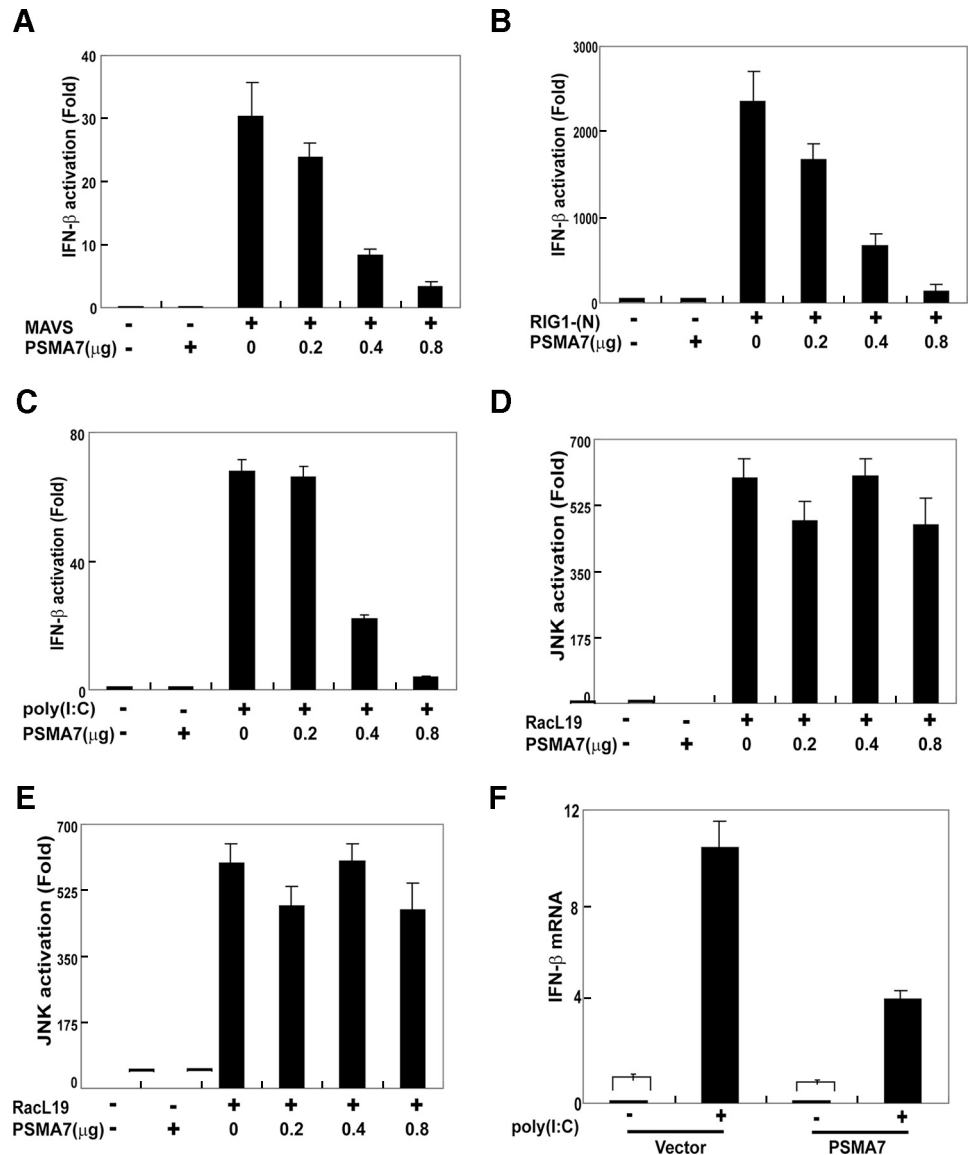 A
IFN-β activation (Fold)
40
30
20
10
0
MAVS - - + + + +
PSMA7(μg) - + 0 0.2 0.4 0.8
B
IFN-β activation (Fold)
3000
2000
1000
0
RIG1-(N) - - + + + +
PSMA7(μg) - + 0 0.2 0.4 0.8
C
IFN-β activation (Fold)
80
40
0
poly(I:C) - - + + + +
PSMA7(μg) - + 0 0.2 0.4 0.8
D
JNK activation (Fold)
700
525
350
175
0
RacL19 - - + + + +
PSMA7(μg) - + 0 0.2 0.4 0.8
E
JNK activation (Fold)
700
525
350
175
0
RacL19 - - + + + +
PSMA7(μg) - + 0 0.2 0.4 0.8
F
IFN-β mRNA
12
8
4
0
poly(I:C) - + - +
Vector PSMA7